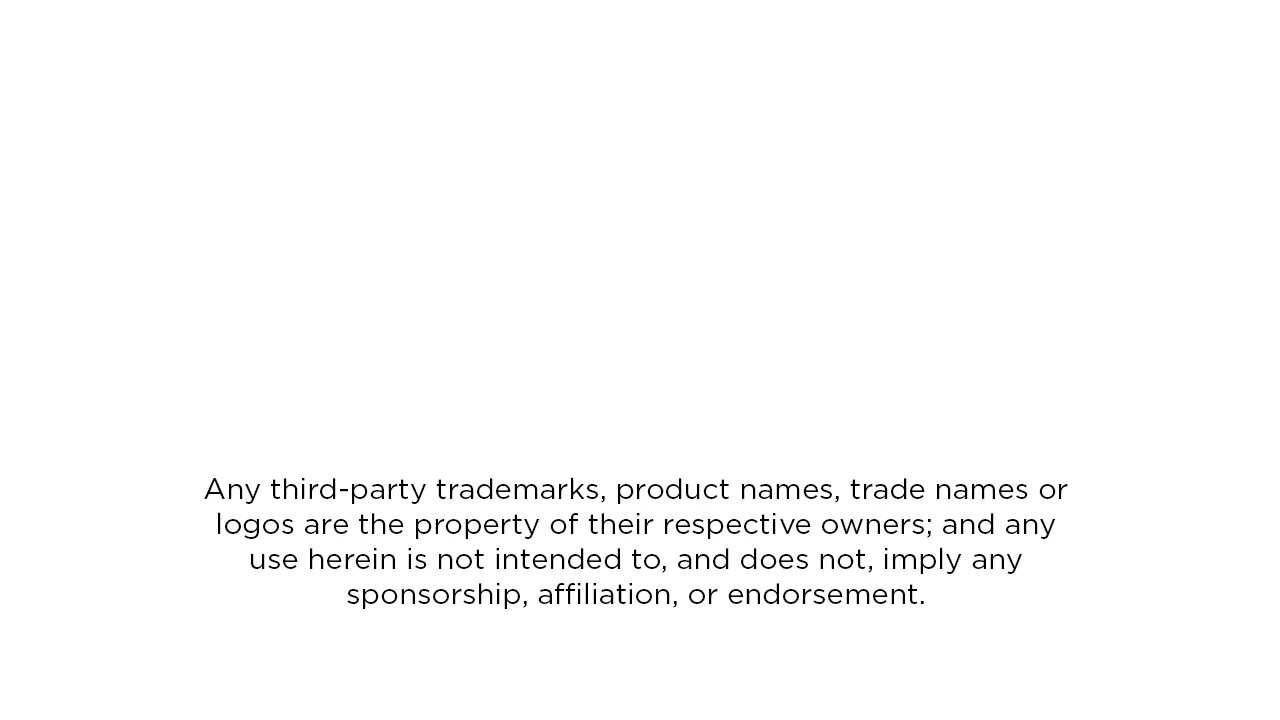 Any third-party trademarks, product names, trade names or
logos are the property of their respective owners; and any
use herein is not intended to, and does not, imply any
sponsorship, affiliation, or endorsement.